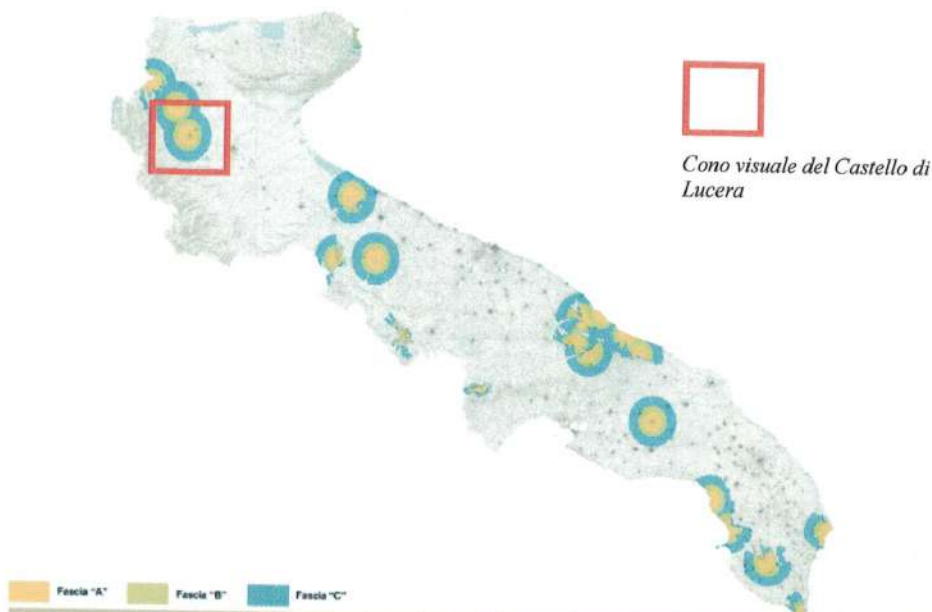 Cono visuale del Castello di
Lucera
Fascia "A" Fascia "B" Fascia "C"